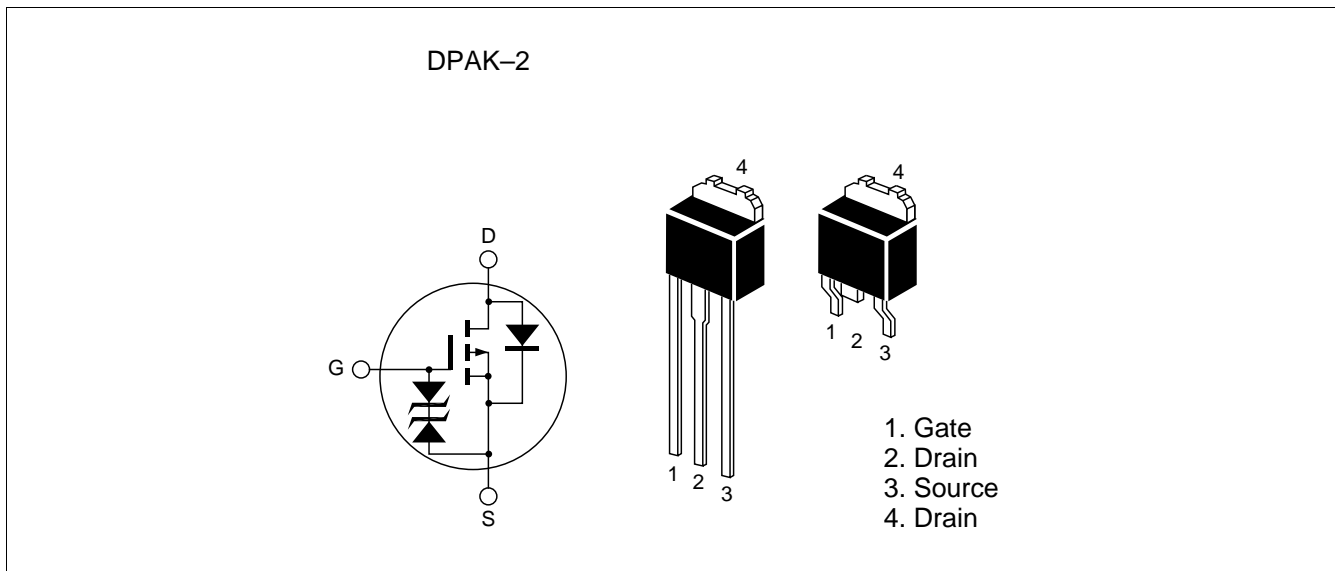 DPAK–2
4
4
D
G
S
1
2
3
1
2
3
1. Gate
2. Drain
3. Source
4. Drain